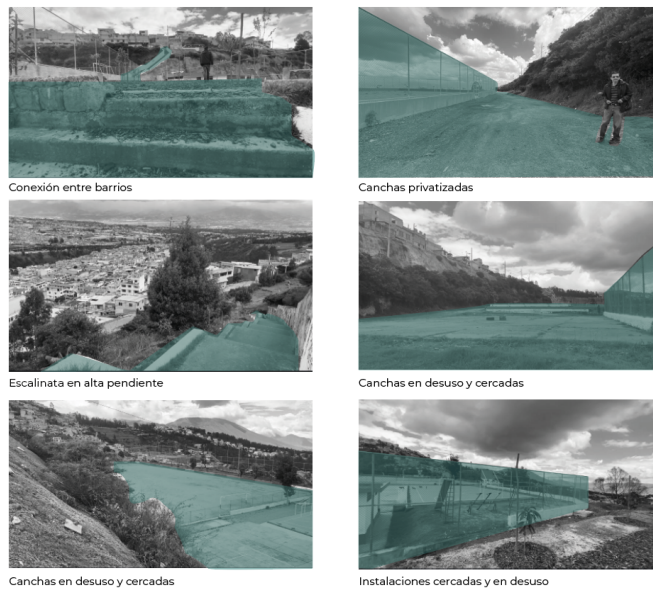 Conexión entre barrios
Canchas privatizadas
Escalinata en alta pendiente
Canchas en desuso y cercadas
Canchas en desuso y cercadas
Instalaciones cercadas y en desuso